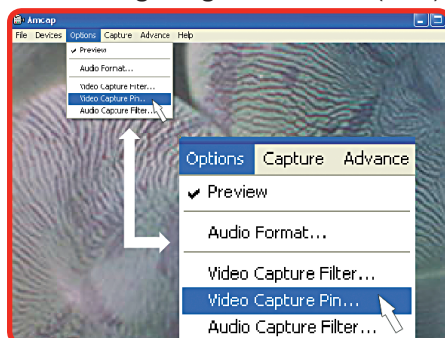 Amcap
File Devices Options Capture Advance Help
✓ Preview
Audio Format...
Video Capture Filter...
Video Capture Pin...
Audio Capture Filter...
Options Capture Advance
✓ Preview
Audio Format...
Video Capture Filter...
Video Capture Pin...
Audio Capture Filter...